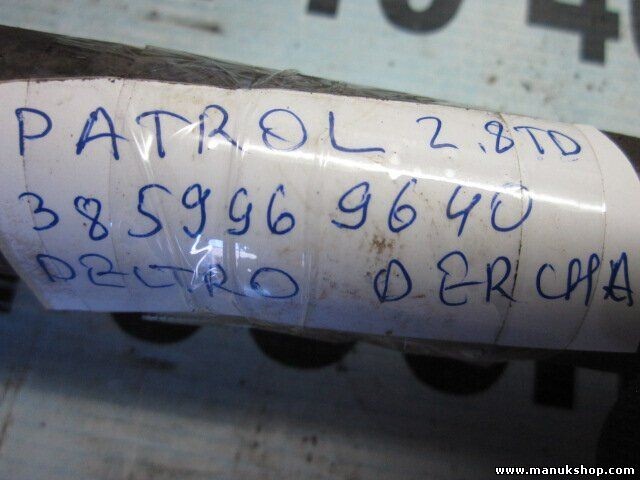 PATROL 2.8TD
385996 9640
DELTRO DERCHA
www.manukshop.com